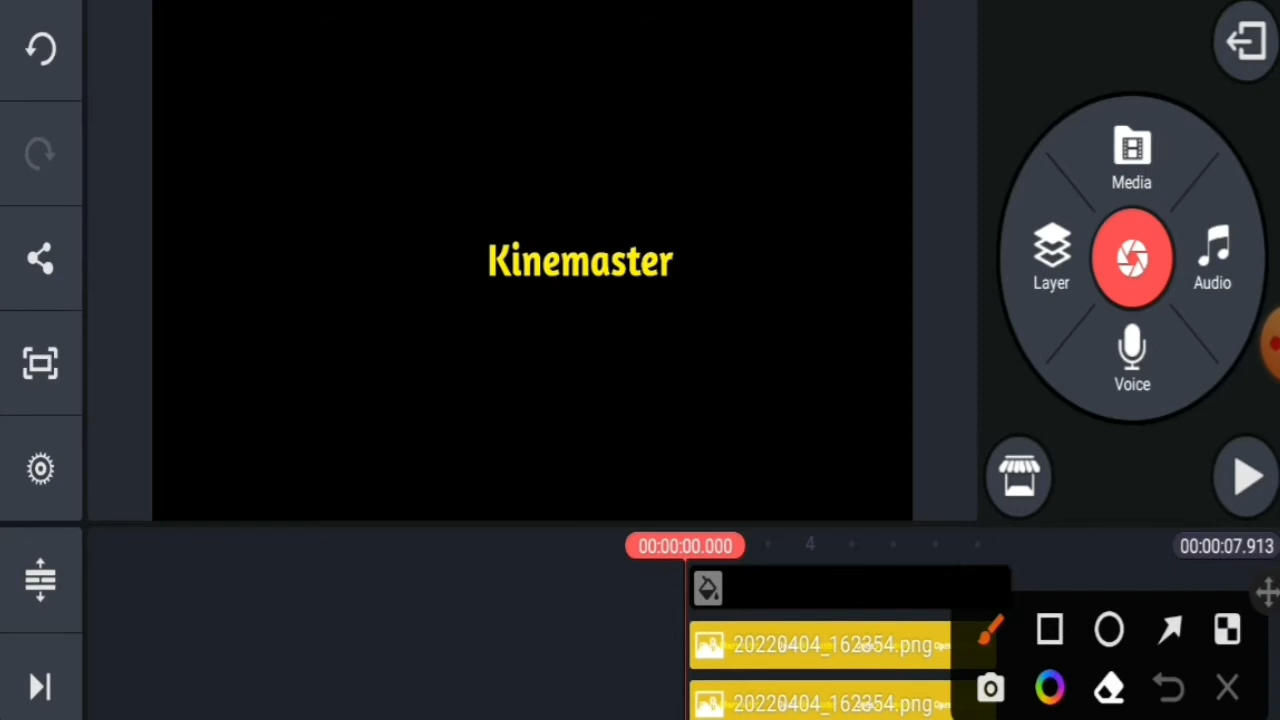 Media
Kinemaster
Layer
Audio
Voice
00:00:00.000
4
00:00:07.913
20220404_162354.png
20220404_162354.png